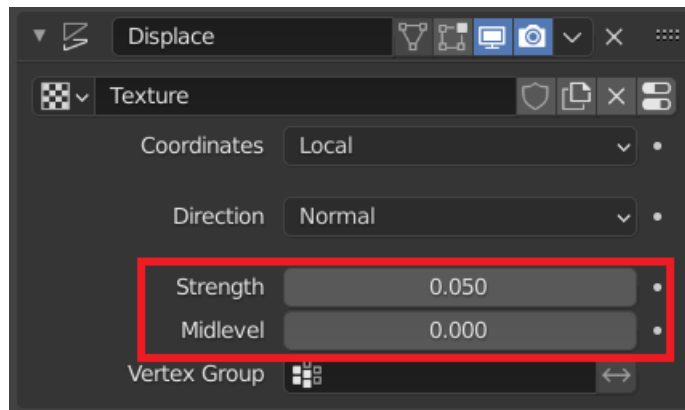 Displace
Texture
Coordinates Local
Direction Normal
Strength 0.050
Midlevel 0.000
Vertex Group